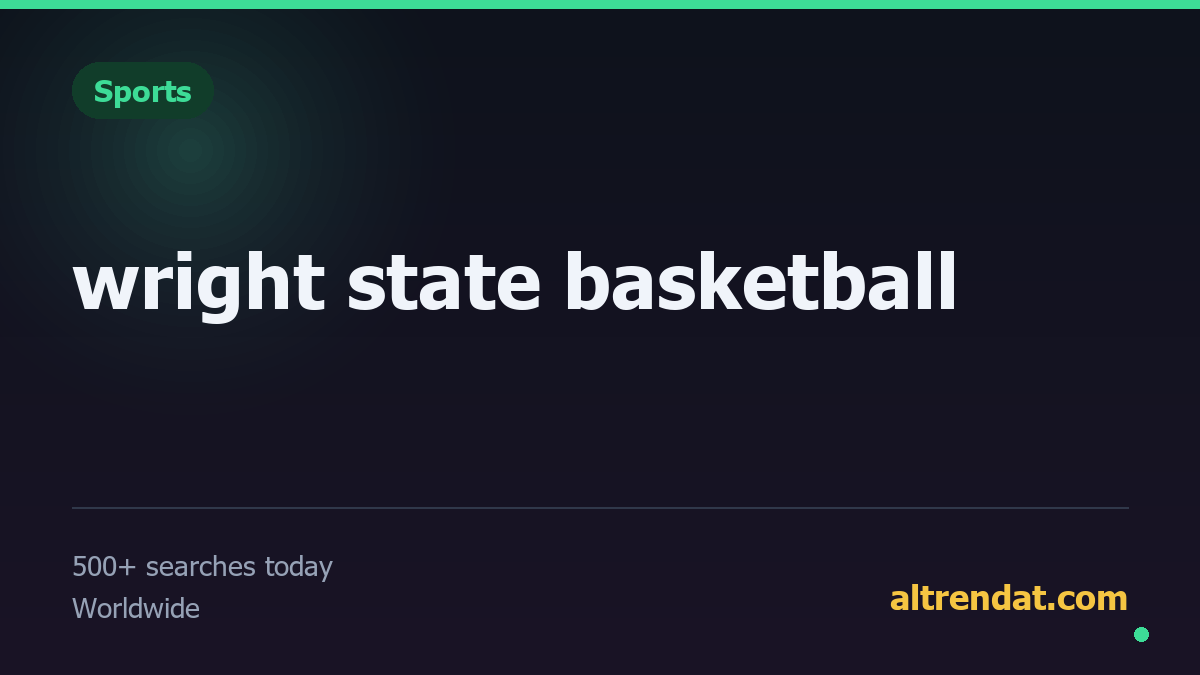 Sports
wright state basketball
500+ searches today
Worldwide
altrendat.com